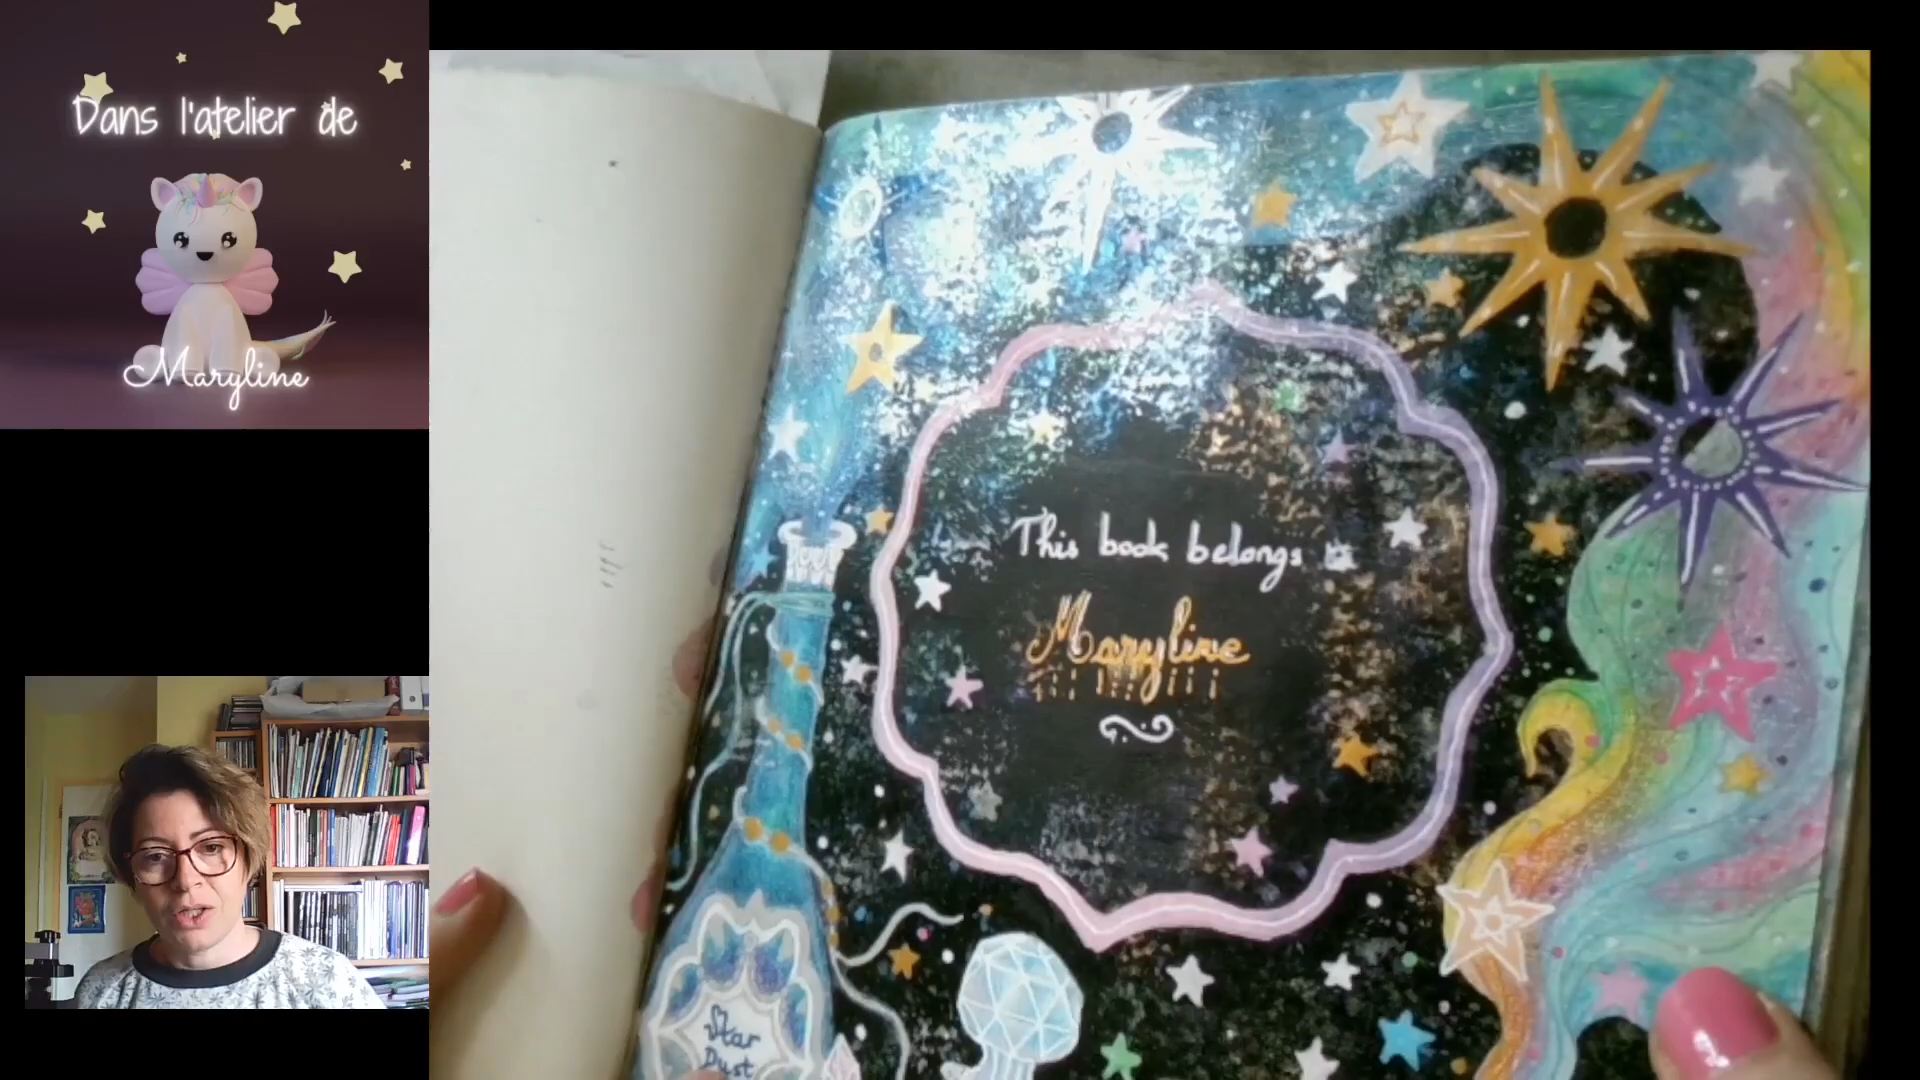 Dans l'atelier de
Maryline
This book belongs to
Maryline
Star
Dust